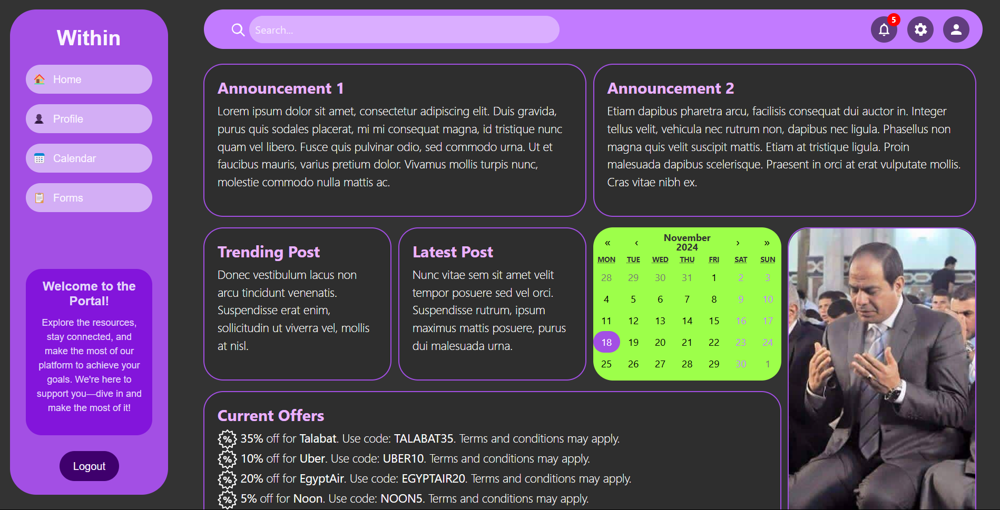 Within
Home
Profile
Calendar
Forms
Welcome to the
Portal!
Explore the resources,
stay connected, and
make the most of our
platform to achieve your
goals. We're here to
support you—dive in and
make the most of it!
Logout
Search...
5
Announcement 1
Lorem ipsum dolor sit amet, consectetur adipiscing elit. Duis gravida,
purus quis sodales placerat, mi mi consequat magna, id tristique nunc
quam vel libero. Fusce quis pulvinar odio, sed commodo urna. Ut et
faucibus mauris, varius pretium dolor. Vivamus mollis turpis nunc,
molestie commodo nulla mattis ac.
Announcement 2
Etiam dapibus pharetra arcu, facilisis consequat dui auctor in. Integer
tellus velit, vehicula nec rutrum non, dapibus nec ligula. Phasellus non
magna quis velit suscipit mattis. Etiam at tristique ligula. Proin
malesuada dapibus scelerisque. Praesent in orci at erat vulputate mollis.
Cras vitae nibh ex.
Trending Post
Donec vestibulum lacus non
arcu tincidunt venenatis.
Suspendisse erat enim,
sollicitudin ut viverra vel, mollis
at nisl.
Latest Post
Nunc vitae sem sit amet velit
tempor posuere sed vel orci.
Suspendisse rutrum, ipsum
maximus mattis posuere, purus
dui malesuada urna.
« ‹ November › »
2024
MON TUE WED THU FRI SAT SUN
28 29 30 31 1 2 3
4 5 6 7 8 9 10
11 12 13 14 15 16 17
18 19 20 21 22 23 24
25 26 27 28 29 30 1
Current Offers
% 35% off for Talabat. Use code: TALABAT35. Terms and conditions may apply.
% 10% off for Uber. Use code: UBER10. Terms and conditions may apply.
% 20% off for EgyptAir. Use code: EGYPTAIR20. Terms and conditions may apply.
% 5% off for Noon. Use code: NOON5. Terms and conditions may apply.